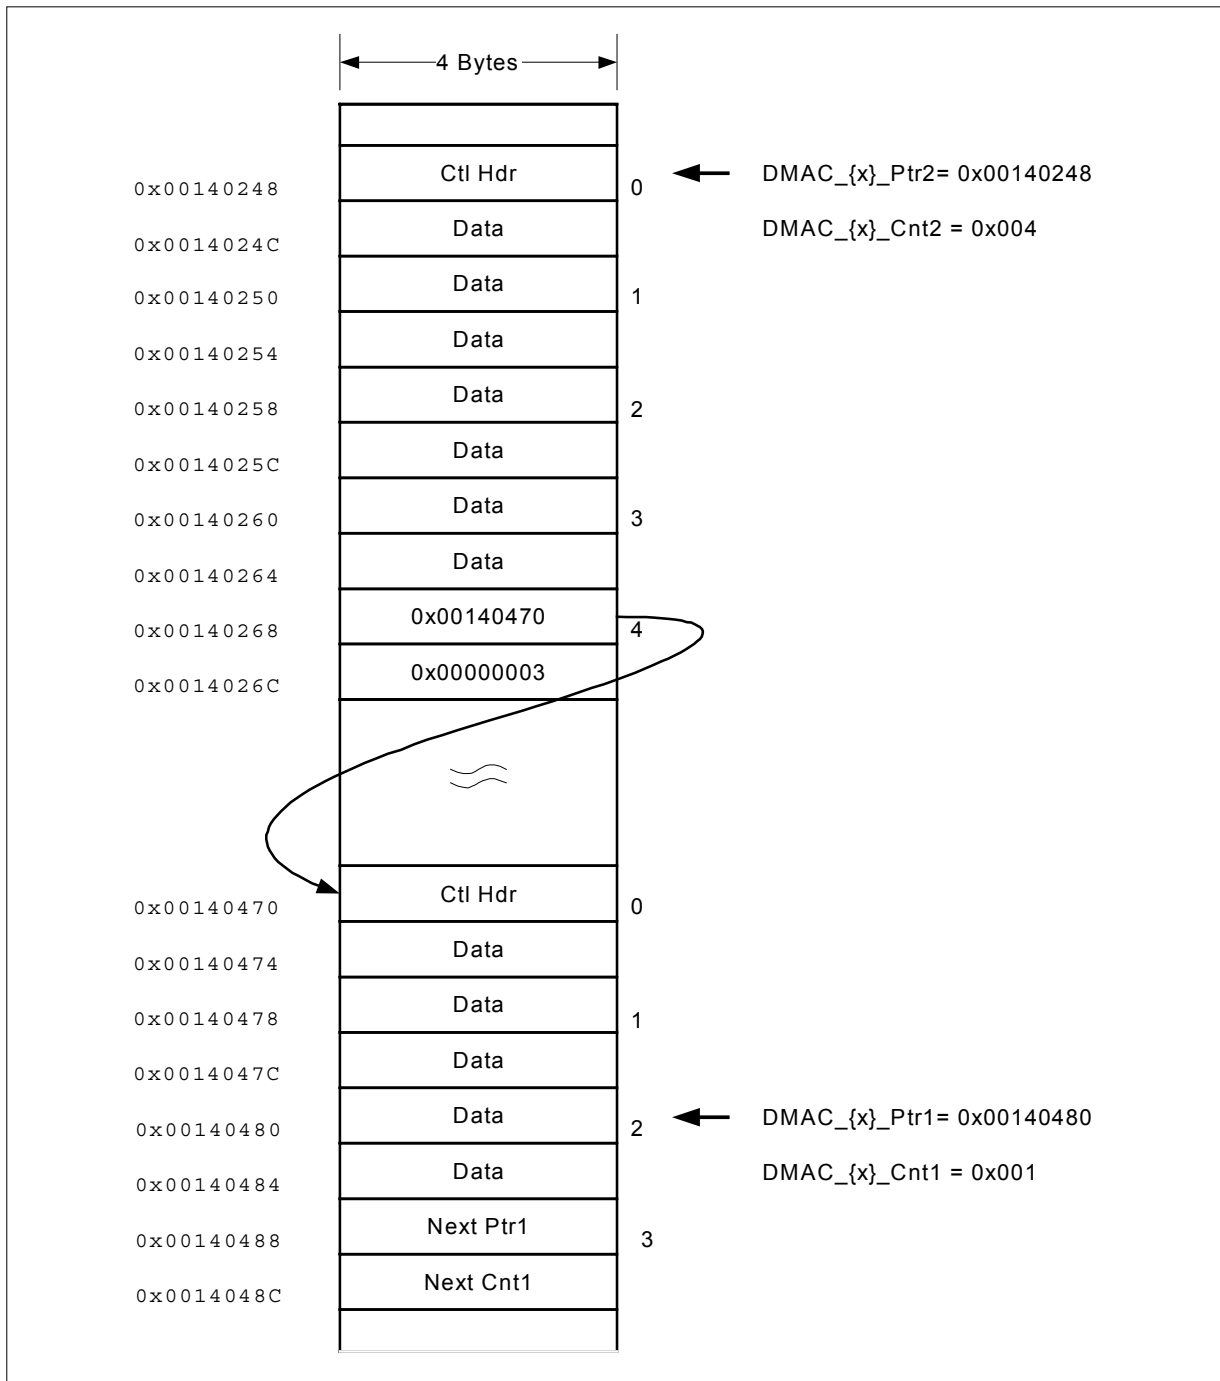 4 Bytes
0x00140248 Ctl Hdr 0 DMAC_{x}_Ptr2= 0x00140248
0x0014024C Data DMAC_{x}_Cnt2 = 0x004
0x00140250 Data 1
0x00140254 Data
0x00140258 Data 2
0x0014025C Data
0x00140260 Data 3
0x00140264 Data
0x00140268 0x00140470 4
0x0014026C 0x00000003
0x00140470 Ctl Hdr 0
0x00140474 Data
0x00140478 Data 1
0x0014047C Data
0x00140480 Data 2 DMAC_{x}_Ptr1= 0x00140480
0x00140484 Data DMAC_{x}_Cnt1 = 0x001
0x00140488 Next Ptr1 3
0x0014048C Next Cnt1